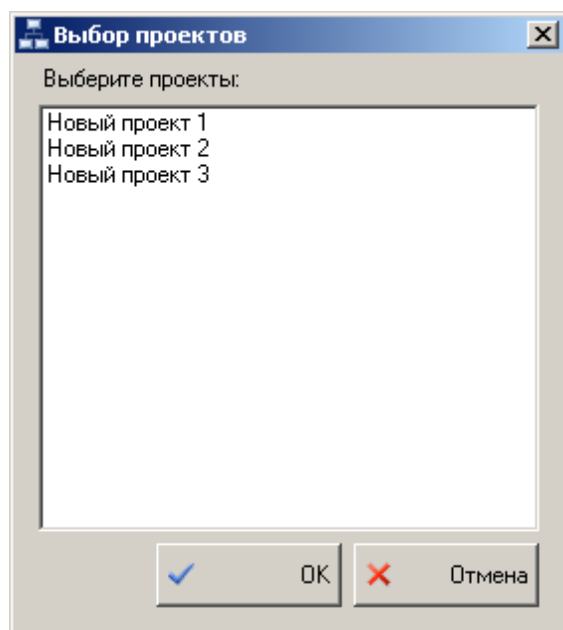 Выбор проектов
Выберите проекты:
Новый проект 1
Новый проект 2
Новый проект 3
OK
Отмена